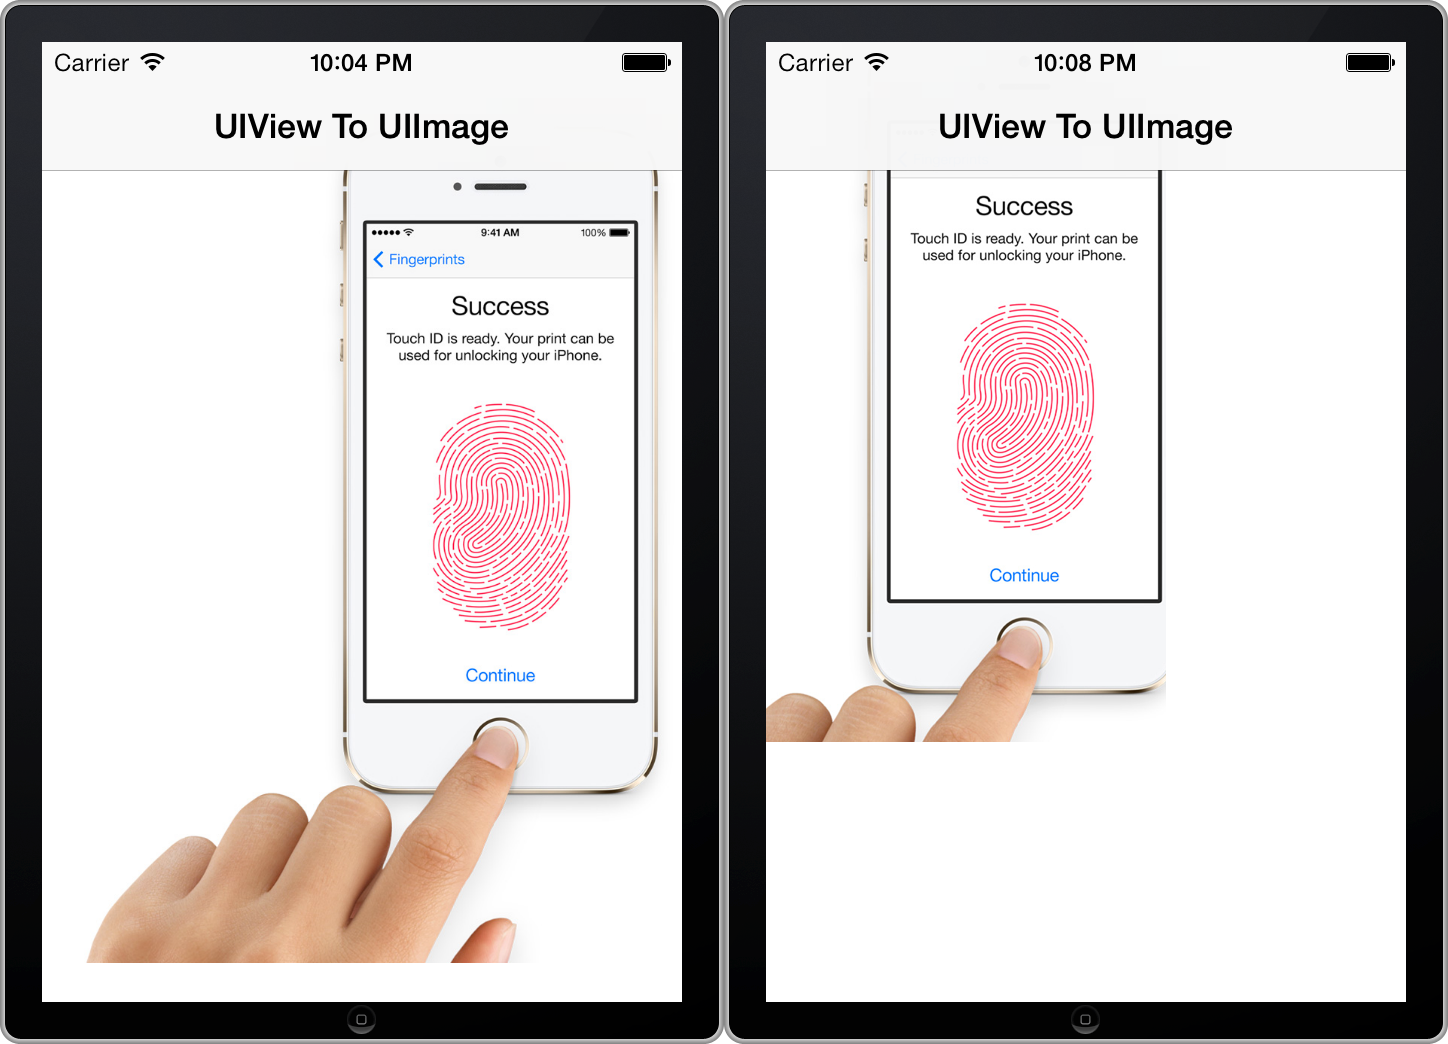 Carrier 10:04 PM
UIView To UIImage
9:41 AM 100%
Fingerprints
Success
Touch ID is ready. Your print can be
used for unlocking your iPhone.
Continue
Carrier 10:08 PM
UIView To UIImage
Success
Touch ID is ready. Your print can be
used for unlocking your iPhone.
Continue